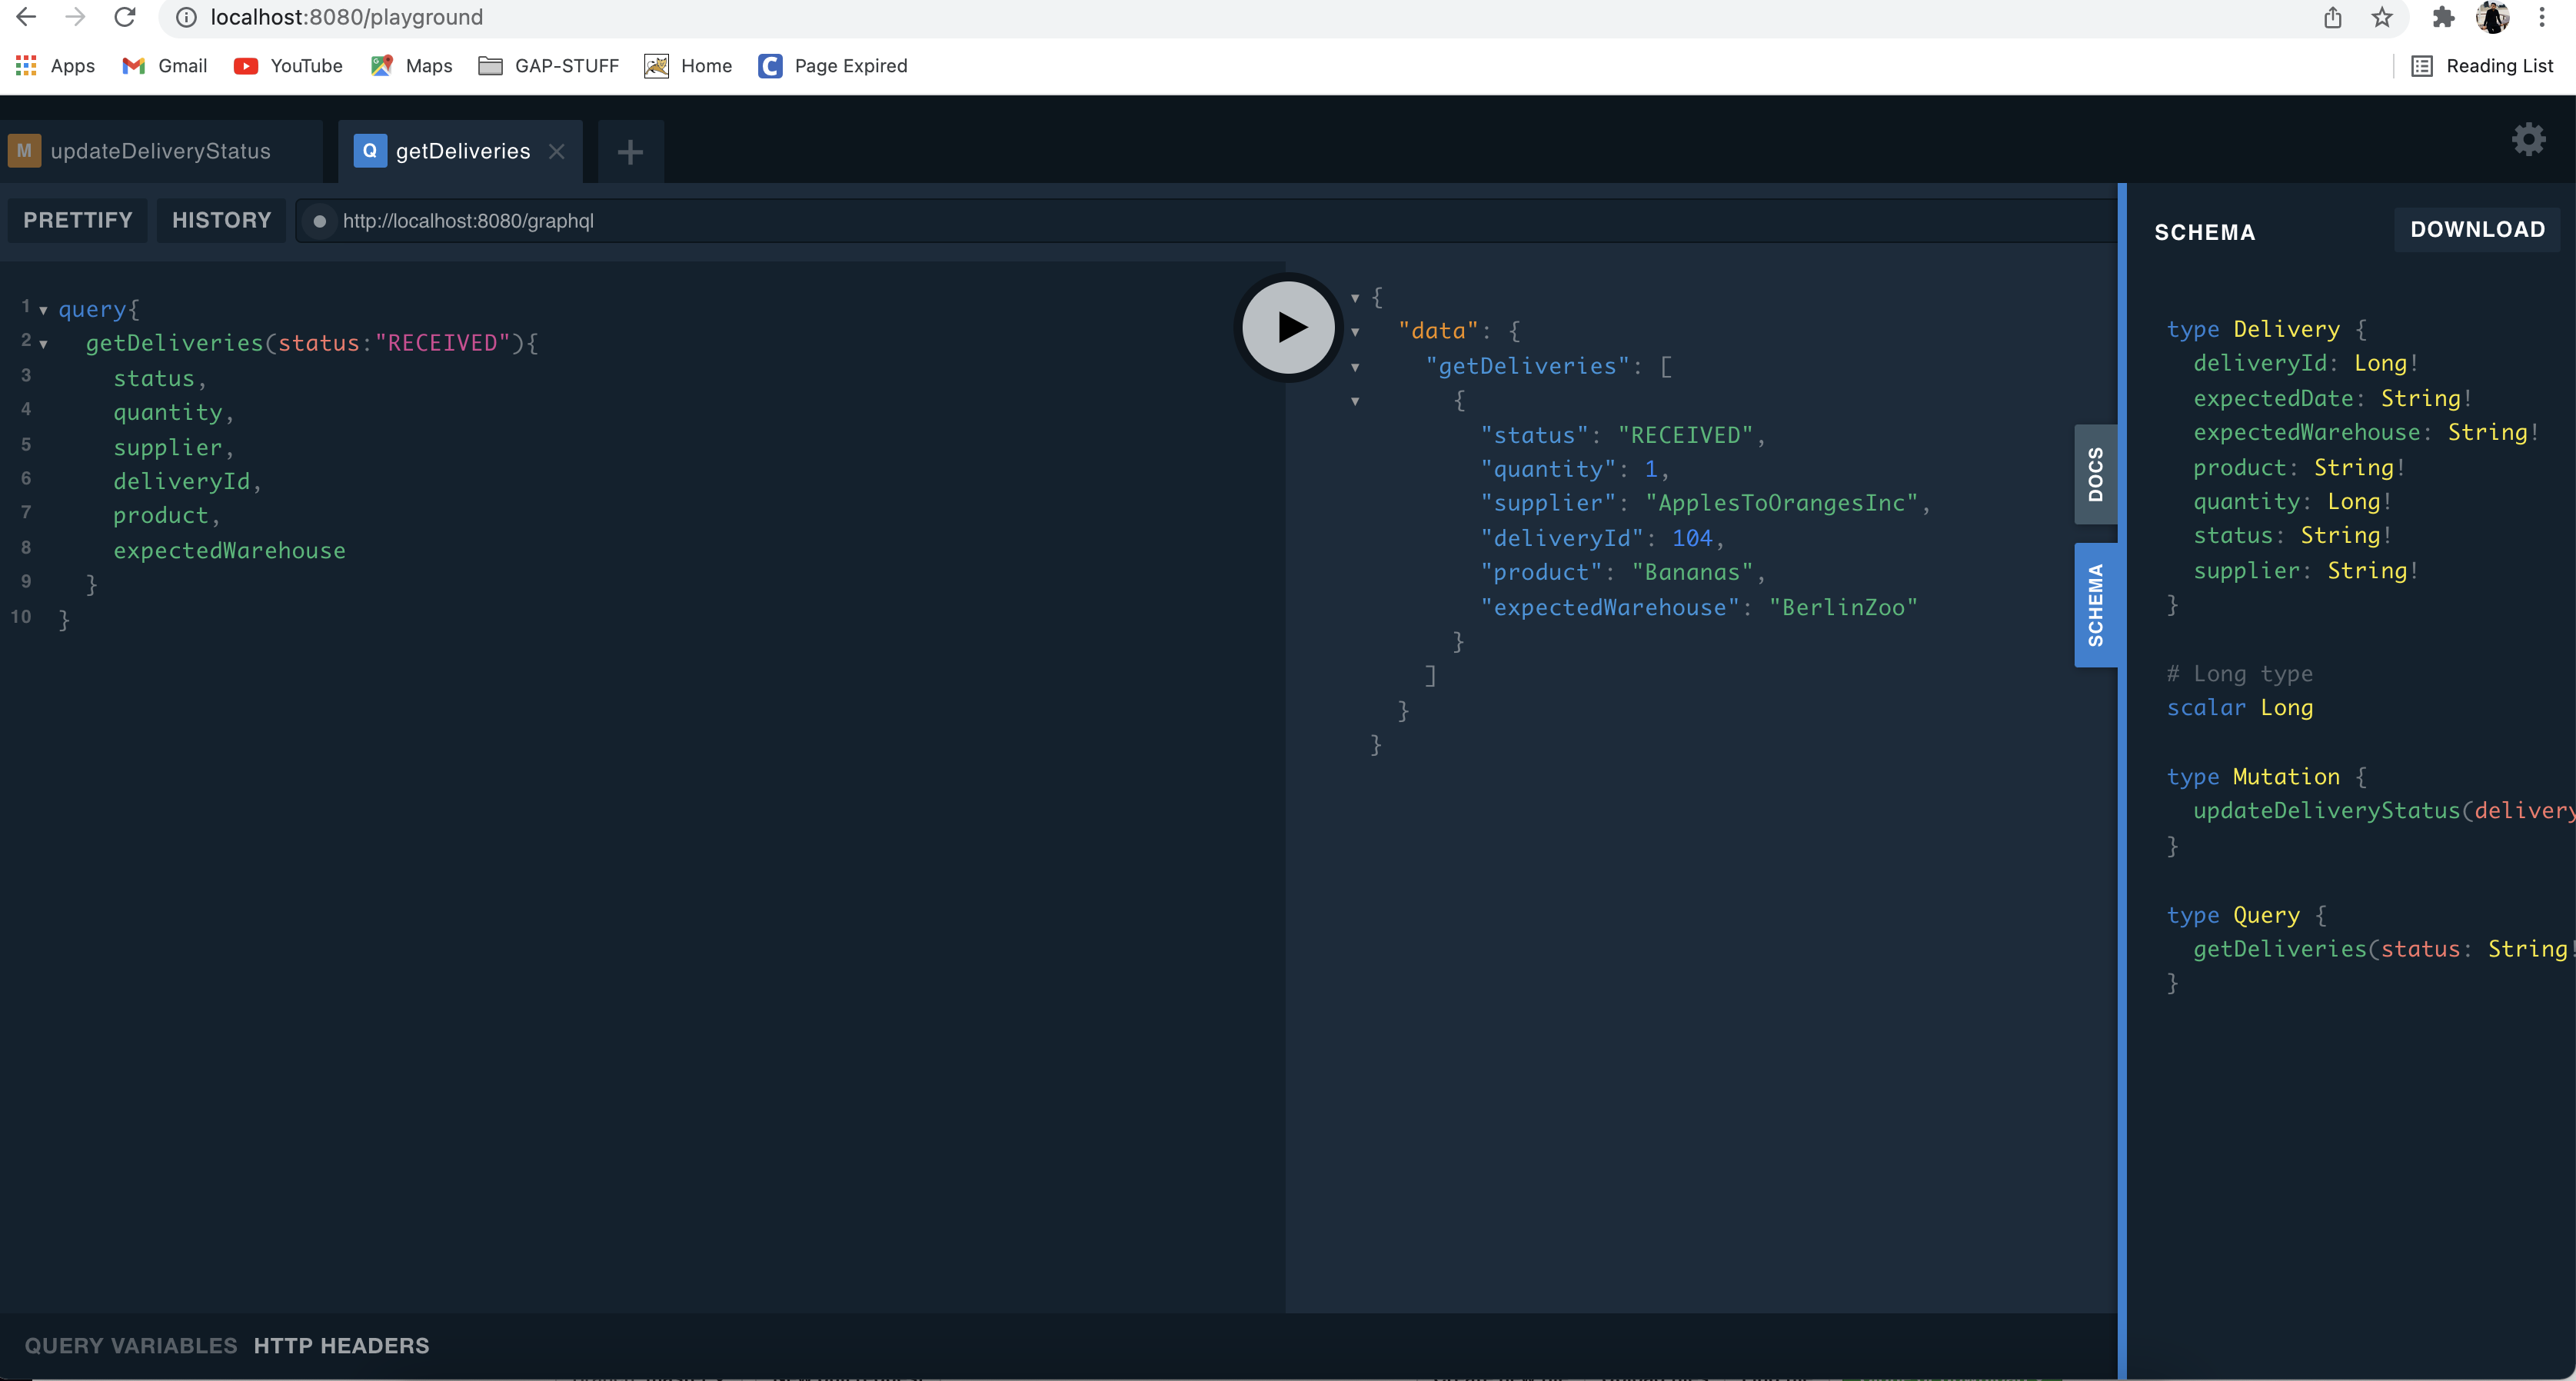 localhost:8080/playground
Apps Gmail YouTube Maps GAP-STUFF Home C Page Expired Reading List
M updateDeliveryStatus Q getDeliveries
PRETTIFY HISTORY http://localhost:8080/graphql
1 query{
2 getDeliveries(status:"RECEIVED"){
3 status,
4 quantity,
5 supplier,
6 deliveryId,
7 product,
8 expectedWarehouse
9 }
10 }
{
"data": {
"getDeliveries": [
{
"status": "RECEIVED",
"quantity": 1,
"supplier": "ApplesToOrangesInc",
"deliveryId": 104,
"product": "Bananas",
"expectedWarehouse": "BerlinZoo"
}
]
}
}
DOCS
SCHEMA
SCHEMA DOWNLOAD
type Delivery {
deliveryId: Long!
expectedDate: String!
expectedWarehouse: String!
product: String!
quantity: Long!
status: String!
supplier: String!
}
# Long type
scalar Long
type Mutation {
updateDeliveryStatus(delivery
}
type Query {
getDeliveries(status: String!
}
QUERY VARIABLES HTTP HEADERS